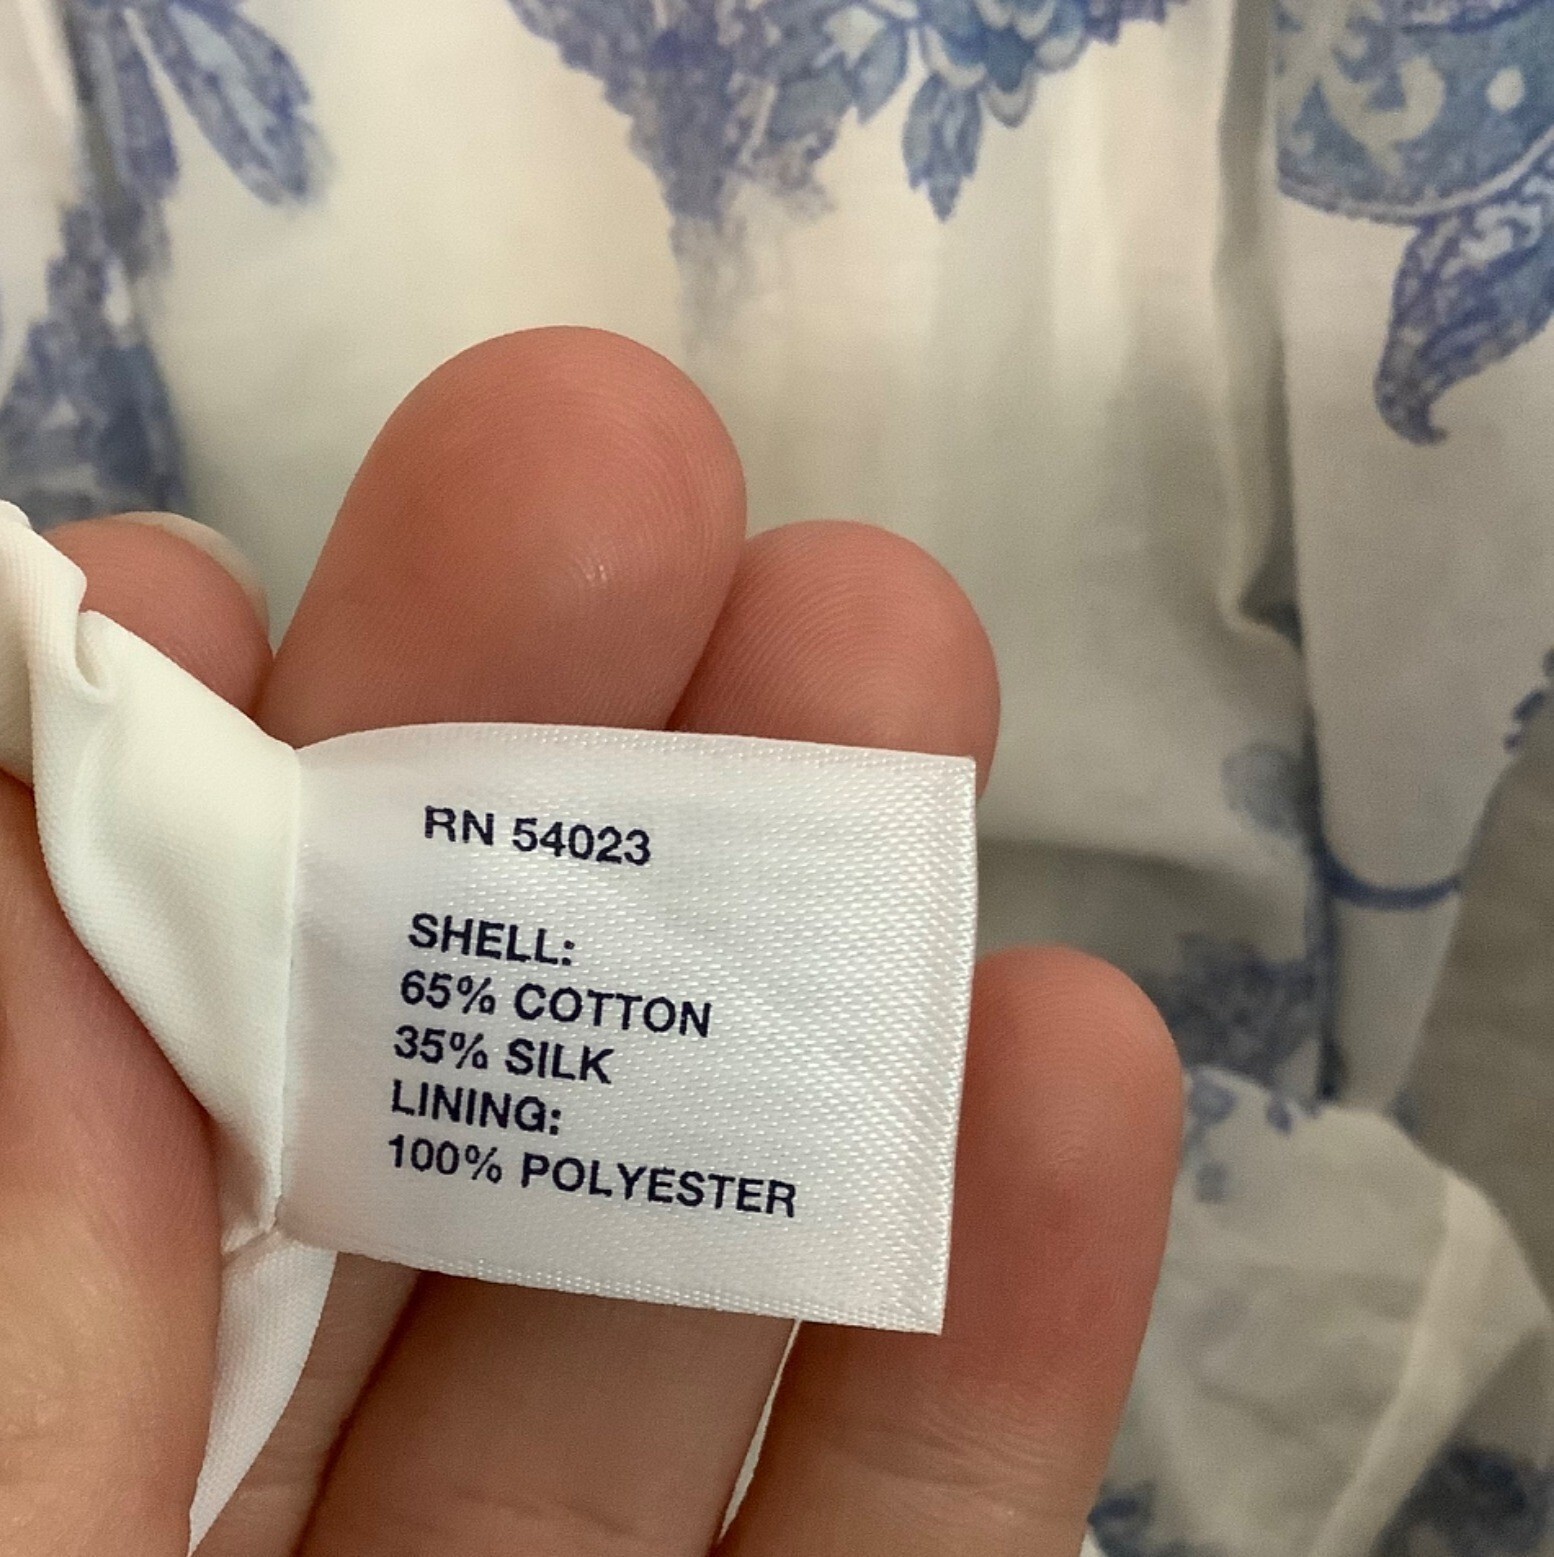 RN 54023
SHELL:
65% COTTON
35% SILK
LINING:
100% POLYESTER